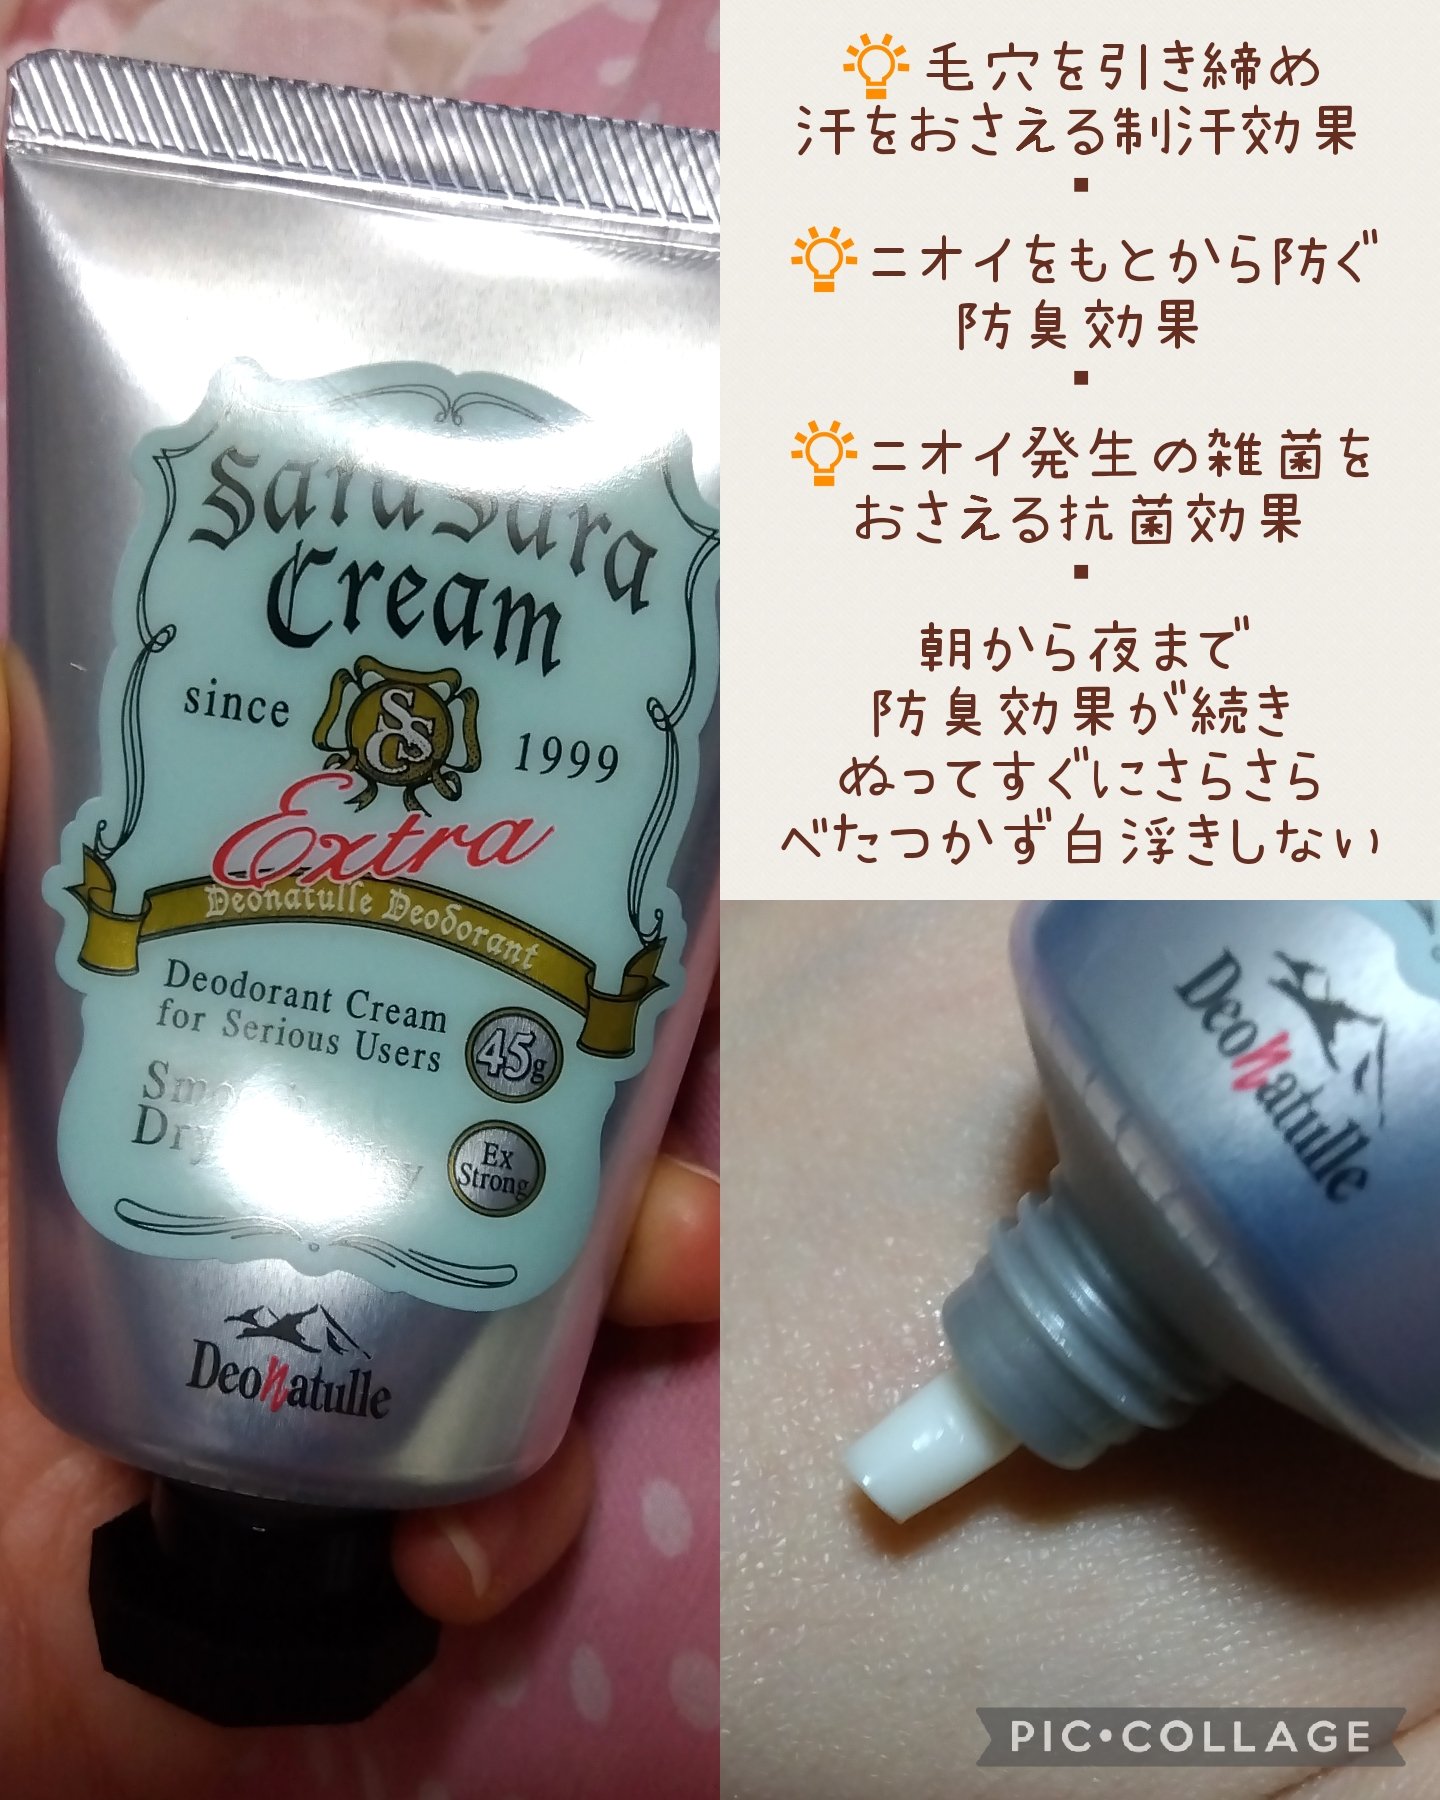 SaraSara
Cream
since
1999
SSC
Extra
Deonatulle Deodorant
Deodorant Cream
for Serious Users
45g
Dry
Ex
Strong
DeoNatulle
毛穴を引き締め
汗をおさえる制汗効果
ニオイをもとから防ぐ
防臭効果
ニオイ発生の雑菌を
おさえる抗菌効果
朝から夜まで
防臭効果が続き
ぬってすぐにさらさら
べたつかず白浮きしない
DeoNatulle
PIC•COLLAGE